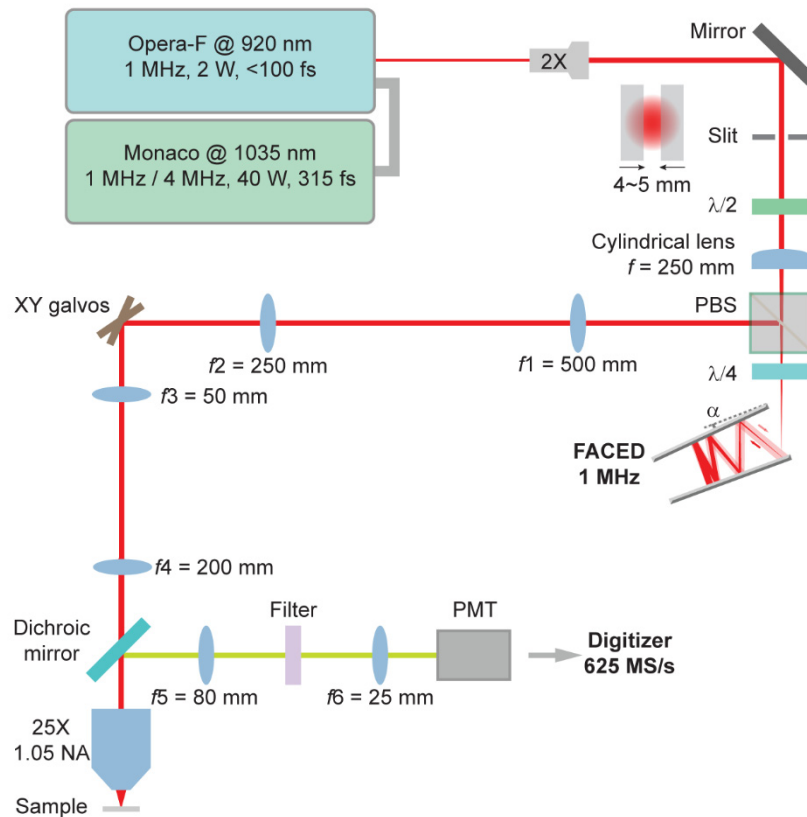 Opera-F @ 920 nm
1 MHz, 2 W, <100 fs
Monaco @ 1035 nm
1 MHz / 4 MHz, 40 W, 315 fs
2X
Mirror
4~5 mm
Slit
λ/2
Cylindrical lens
f = 250 mm
PBS
λ/4
α
FACED
1 MHz
XY galvos
f2 = 250 mm
f1 = 500 mm
f3 = 50 mm
f4 = 200 mm
Dichroic
mirror
Filter
PMT
Digitizer
625 MS/s
f5 = 80 mm
f6 = 25 mm
25X
1.05 NA
Sample